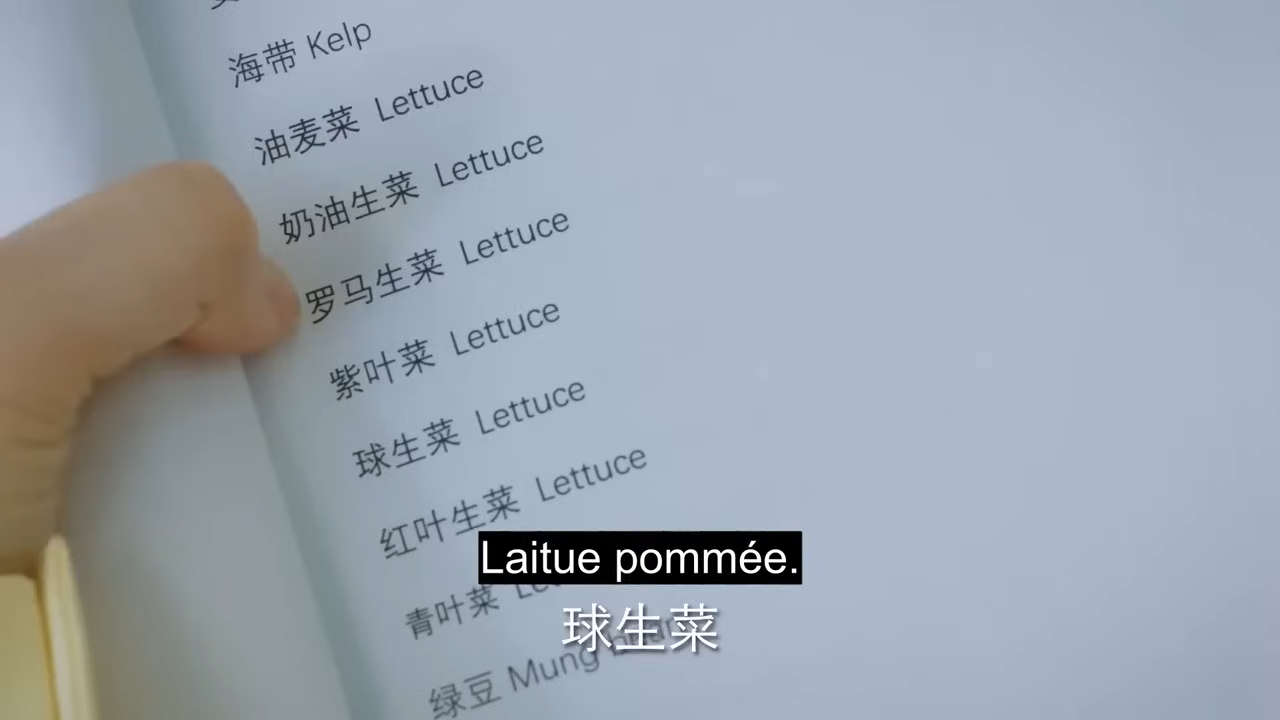 海带 Kelp
油麦菜 Lettuce
奶油生菜 Lettuce
罗马生菜 Lettuce
紫叶菜 Lettuce
球生菜 Lettuce
红叶生菜 Lettuce
青叶菜
绿豆 Mung
Laitue pommée.
球生菜